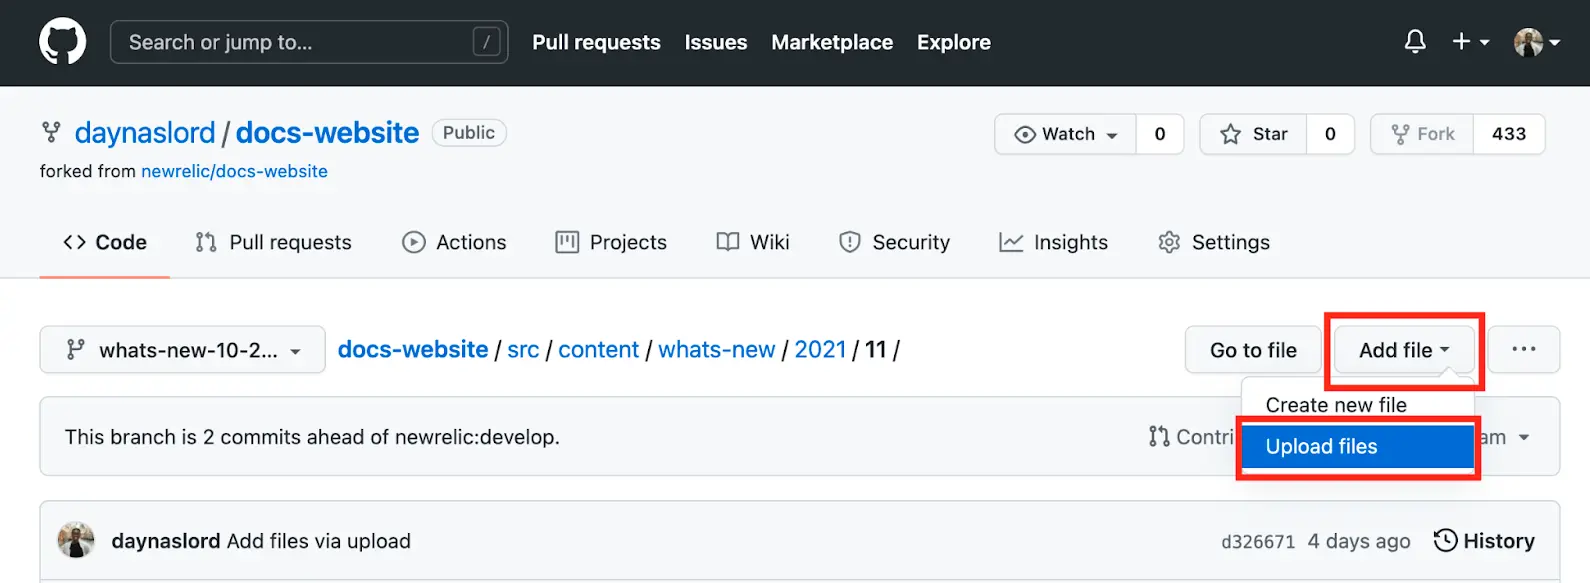 Search or jump to... / Pull requests Issues Marketplace Explore
daynaslord / docs-website Public Watch 0 Star 0 Fork 433
forked from newrelic/docs-website
Code Pull requests Actions Projects Wiki Security Insights Settings
whats-new-10-2... docs-website / src / content / whats-new / 2021 / 11 / Go to file Add file ...
Create new file
This branch is 2 commits ahead of newrelic:develop. Contri Upload files am
daynaslord Add files via upload d326671 4 days ago History